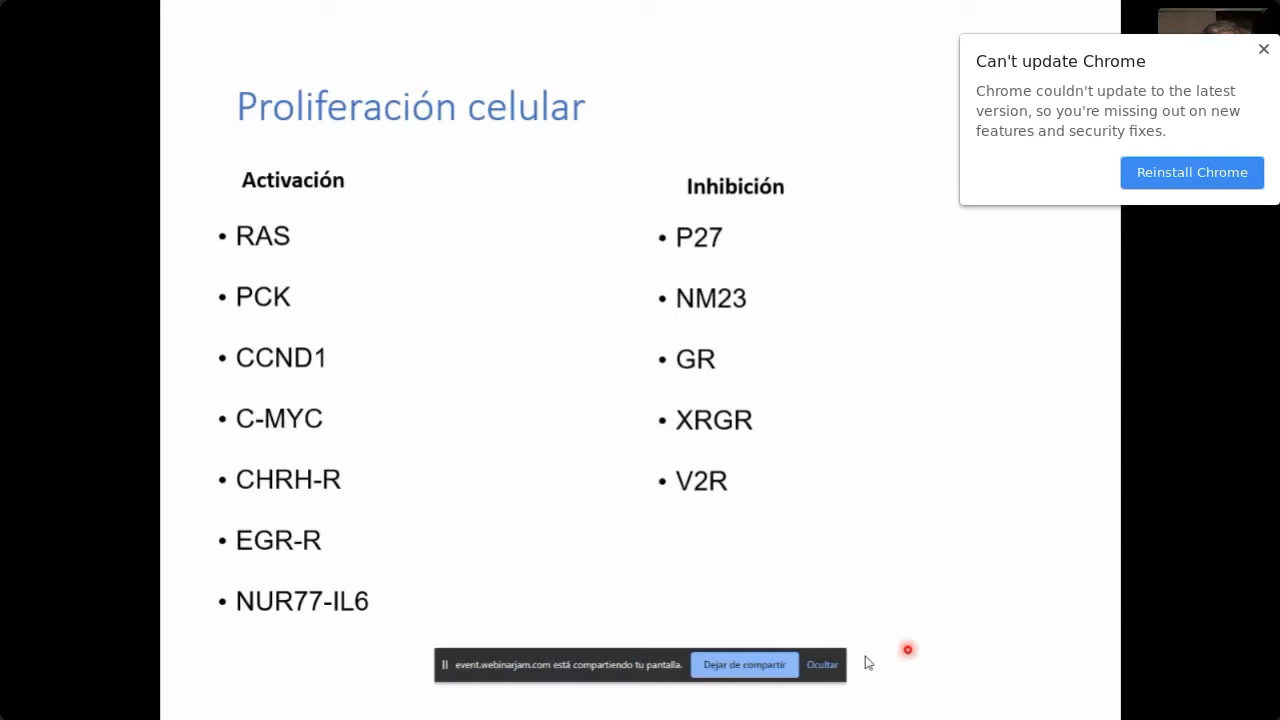 Proliferación celular
Activación
• RAS
• PCK
• CCND1
• C-MYC
• CHRH-R
• EGR-R
• NUR77-IL6
Inhibición
• P27
• NM23
• GR
• XRGR
• V2R
Can't update Chrome
Chrome couldn't update to the latest
version, so you're missing out on new
features and security fixes.
Reinstall Chrome
event.webinarjam.com está compartiendo tu pantalla. Dejar de compartir Ocultar